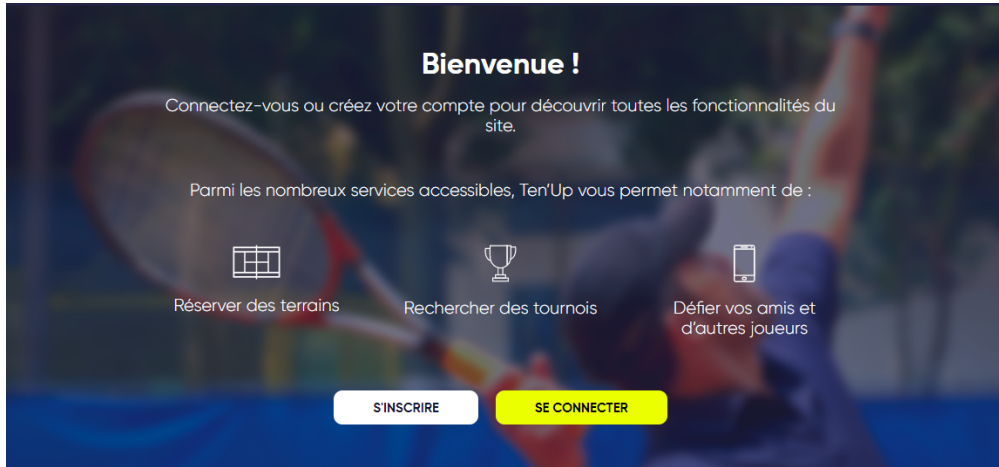 Bienvenue !
Connectez-vous ou créez votre compte pour découvrir toutes les fonctionnalités du
site.
Parmi les nombreux services accessibles, Ten'Up vous permet notamment de :
Réserver des terrains
Rechercher des tournois
Défier vos amis et
d'autres joueurs
S'INSCRIRE
SE CONNECTER